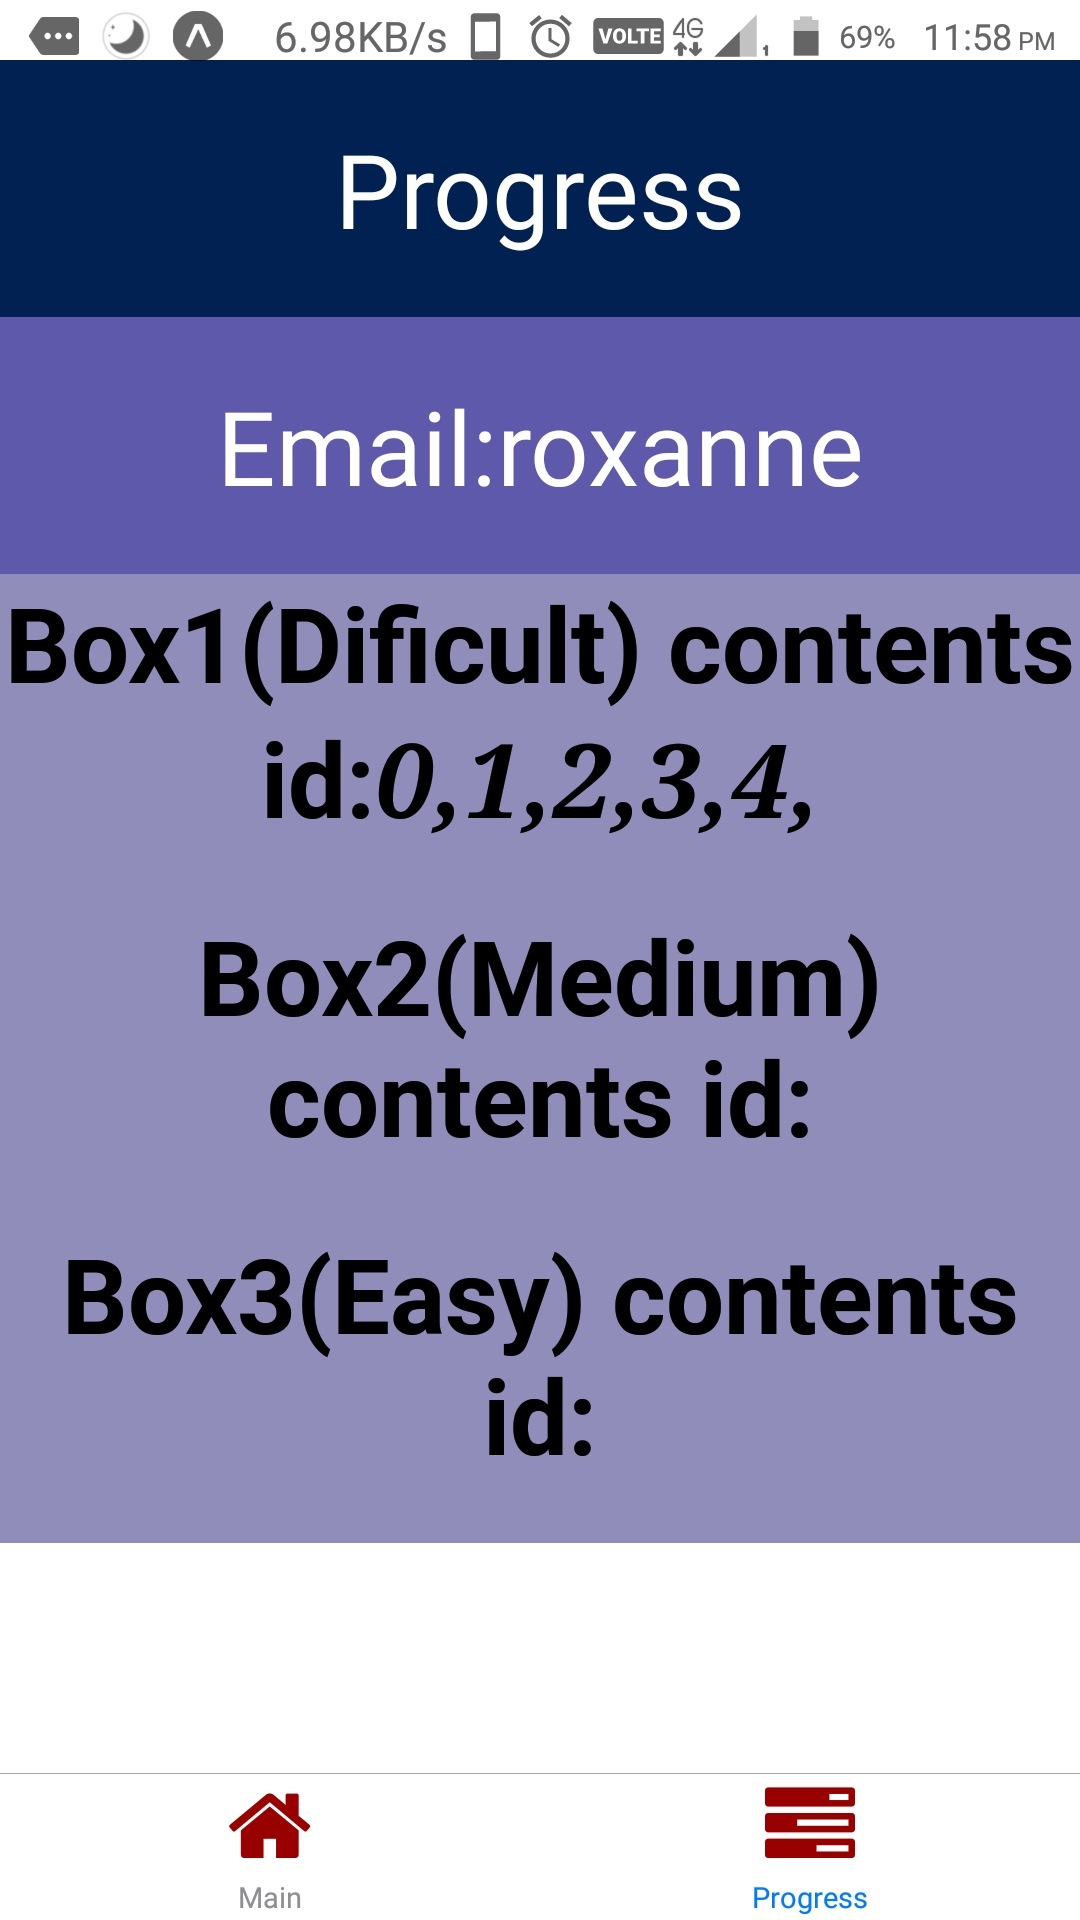 6.98KB/s VOLTE 4G 1 69% 11:58 PM
Progress
Email:roxanne
Box1(Dificult) contents
id:0,1,2,3,4,
Box2(Medium)
contents id:
Box3(Easy) contents
id:
Main Progress